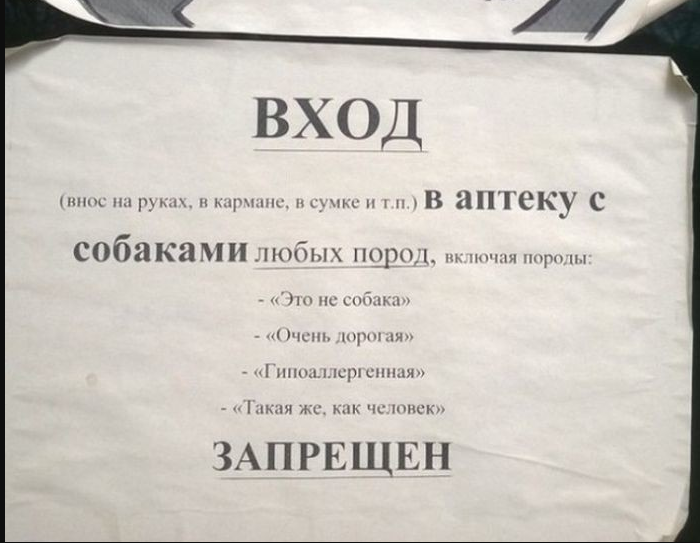 ВХОД
(внос на руках, в кармане, в сумке и т.п.) в аптеку с
собаками любых пород, включая породы:
- «Это не собака»
- «Очень дорогая»
- «Гипоаллергенная»
- «Такая же, как человек»
ЗАПРЕЩЕН